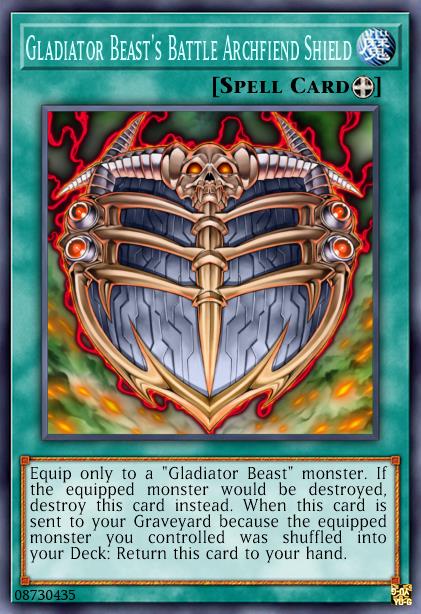 Gladiator Beast's Battle Archfiend Shield
魔
[Spell Card]
Equip only to a "Gladiator Beast" monster. If
the equipped monster would be destroyed,
destroy this card instead. When this card is
sent to your Graveyard because the equipped
monster you controlled was shuffled into
your Deck: Return this card to your hand.
08730435